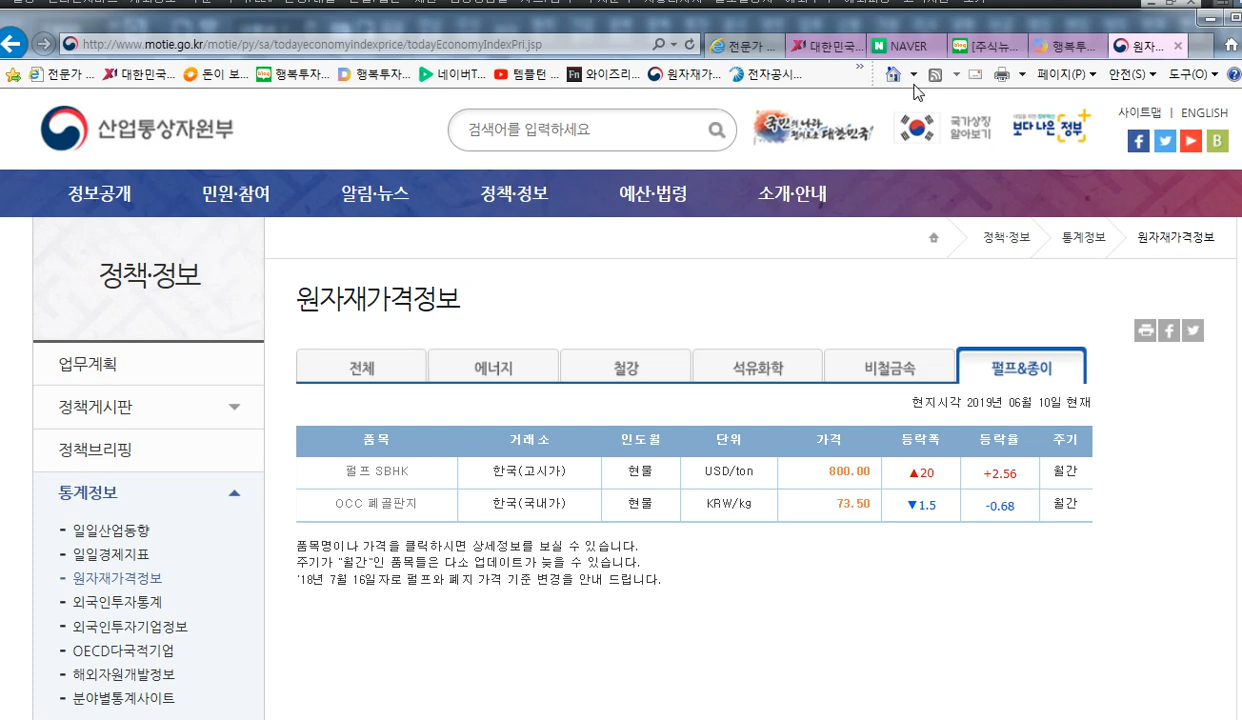 http://www.motie.go.kr/motie/py/sa/todayeconomyindexprice/todayEconomyIndexPri.jsp
전문가 ...
대한민국...
NAVER
[주식뉴...
행복투...
원자...
전문가 ...
대한민국...
돈이 보...
행복투자...
행복투자...
네이버T...
템플턴 ...
와이즈리...
원자재가...
전자공시...
페이지(P)
안전(S)
도구(O)
산업통상자원부
검색어를 입력하세요
국민의 나라 정의로운 대한민국!
국가상징
알아보기
보다 나은 정부
사이트맵 | ENGLISH
정보공개
민원·참여
알림·뉴스
정책·정보
예산·법령
소개·안내
정책·정보
통계정보
원자재가격정보
정책·정보
업무계획
정책게시판
정책브리핑
통계정보
- 일일산업동향
- 일일경제지표
- 원자재가격정보
- 외국인투자통계
- 외국인투자기업정보
- OECD다국적기업
- 해외자원개발정보
- 분야별통계사이트
원자재가격정보
전체
에너지
철강
석유화학
비철금속
펄프&종이
현지시각 2019년 06월 10일 현재
품목 거래소 인도월 단위 가격 등락폭 등락률 주기
펄프 SBHK 한국(고시가) 현물 USD/ton 800.00 ▲20 +2.56 월간
OCC 폐골판지 한국(국내가) 현물 KRW/kg 73.50 ▼1.5 -0.68 월간
품목명이나 가격을 클릭하시면 상세정보를 보실 수 있습니다.
주기가 "월간"인 품목들은 다소 업데이트가 늦을 수 있습니다.
'18년 7월 16일자로 펄프와 폐지 가격 기준 변경을 안내 드립니다.